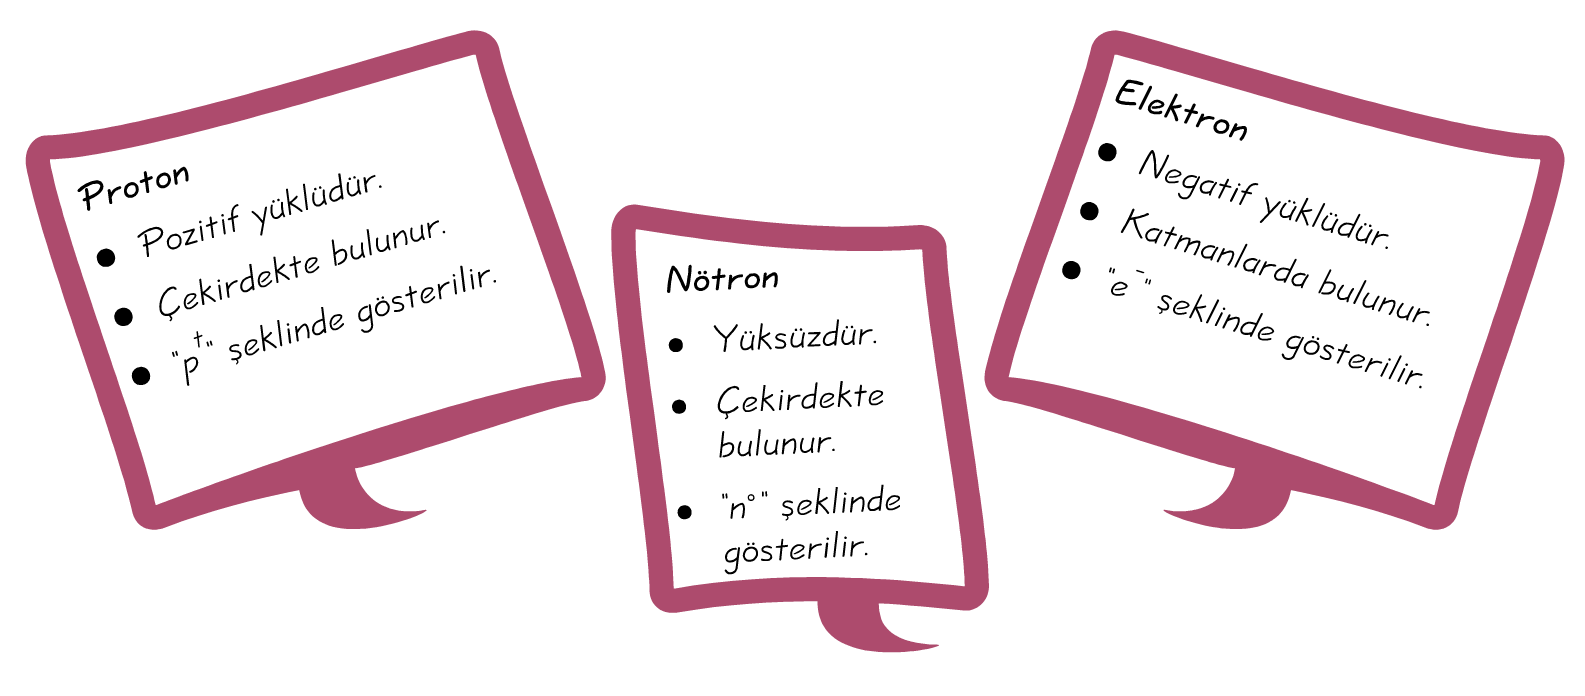 Proton
● Pozitif yüklüdür.
● Çekirdekte bulunur.
● "p⁺" şeklinde gösterilir.
Nötron
● Yüksüzdür.
● Çekirdekte
bulunur.
● "n°" şeklinde
gösterilir.
Elektron
● Negatif yüklüdür.
● Katmanlarda bulunur.
● "e⁻" şeklinde gösterilir.